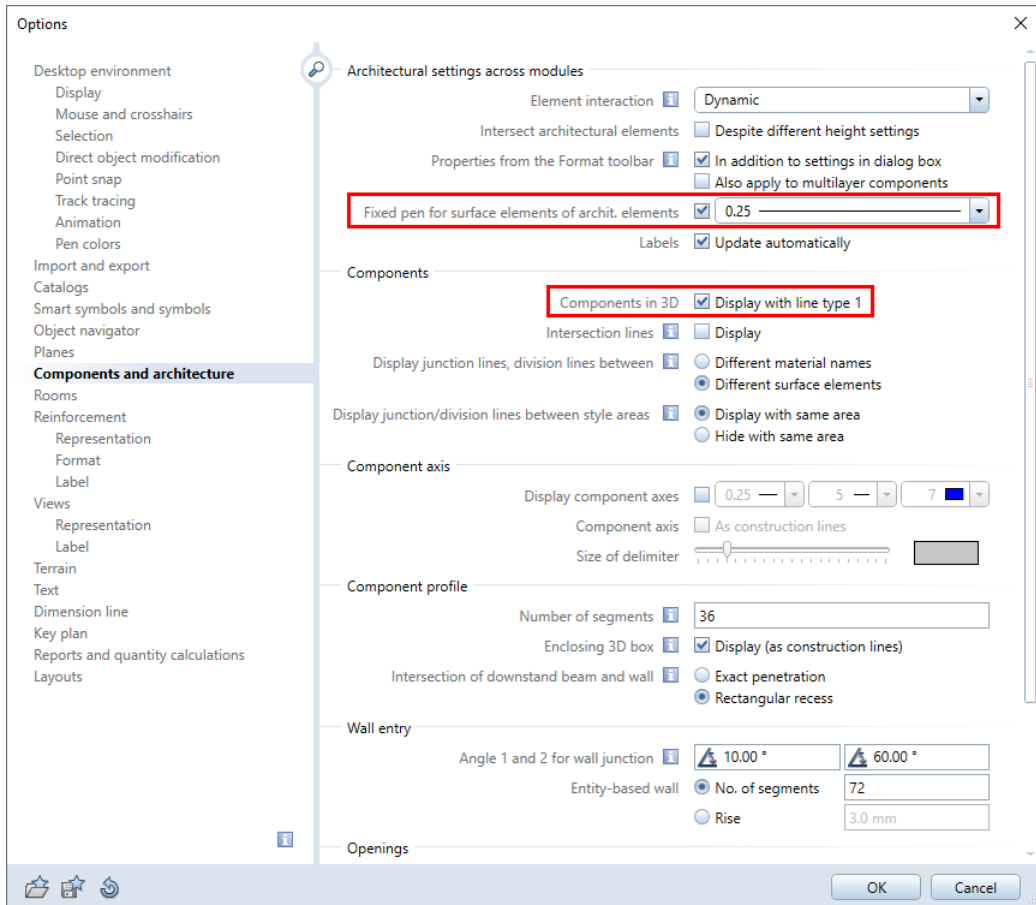 Options
Desktop environment
Display
Mouse and crosshairs
Selection
Direct object modification
Point snap
Track tracing
Animation
Pen colors
Import and export
Catalogs
Smart symbols and symbols
Object navigator
Planes
Components and architecture
Rooms
Reinforcement
Representation
Format
Label
Views
Representation
Label
Terrain
Text
Dimension line
Key plan
Reports and quantity calculations
Layouts
Architectural settings across modules
Element interaction Dynamic
Intersect architectural elements Despite different height settings
Properties from the Format toolbar In addition to settings in dialog box
Also apply to multilayer components
Fixed pen for surface elements of archit. elements 0.25
Labels Update automatically
Components
Components in 3D Display with line type 1
Intersection lines Display
Display junction lines, division lines between Different material names
Different surface elements
Display junction/division lines between style areas Display with same area
Hide with same area
Component axis
Display component axes 0.25 5 7
Component axis As construction lines
Size of delimiter
Component profile
Number of segments 36
Enclosing 3D box Display (as construction lines)
Intersection of downstand beam and wall Exact penetration
Rectangular recess
Wall entry
Angle 1 and 2 for wall junction 10.00 ° 60.00 °
Entity-based wall No. of segments 72
Rise 3.0 mm
Openings
OK Cancel